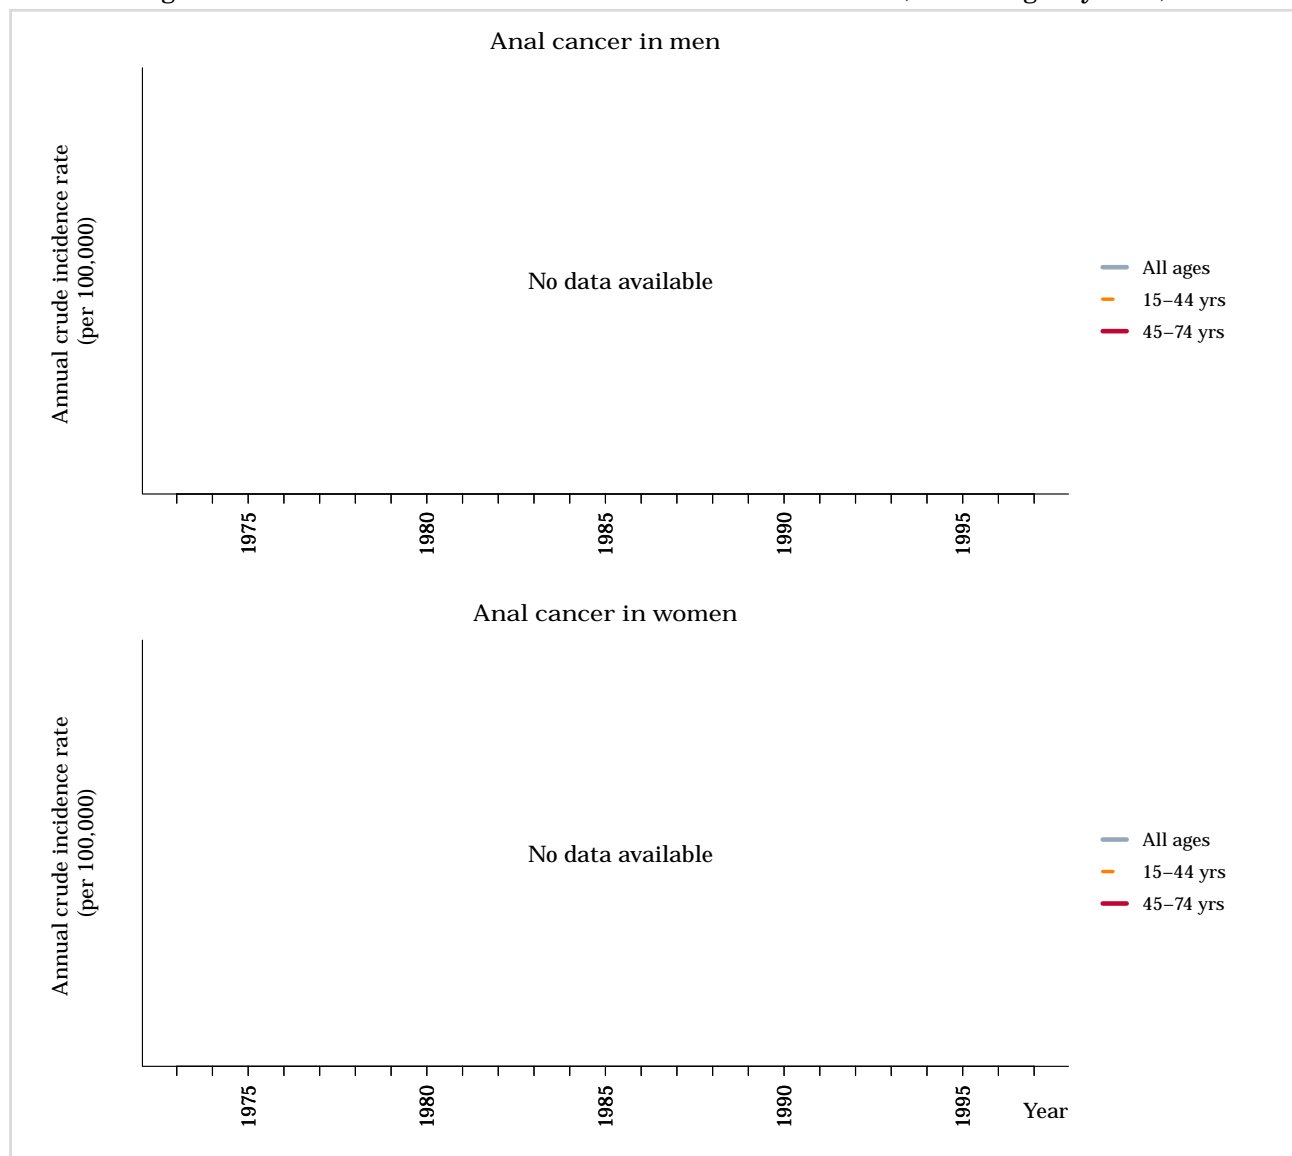 Anal cancer in men
Annual crude incidence rate
(per 100,000)
No data available
All ages
15–44 yrs
45–74 yrs
1975
1980
1985
1990
1995
Anal cancer in women
Annual crude incidence rate
(per 100,000)
No data available
All ages
15–44 yrs
45–74 yrs
1975
1980
1985
1990
1995
Year